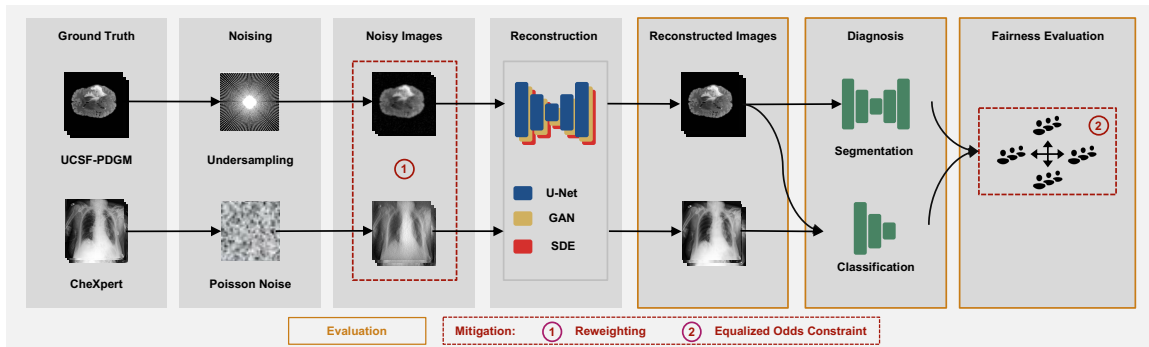 Ground Truth
Noising
Noisy Images
Reconstruction
Reconstructed Images
Diagnosis
Fairness Evaluation
UCSF-PDGM
Undersampling
1
Segmentation
2
U-Net
GAN
SDE
CheXpert
Poisson Noise
Classification
Evaluation
Mitigation: 1 Reweighting 2 Equalized Odds Constraint